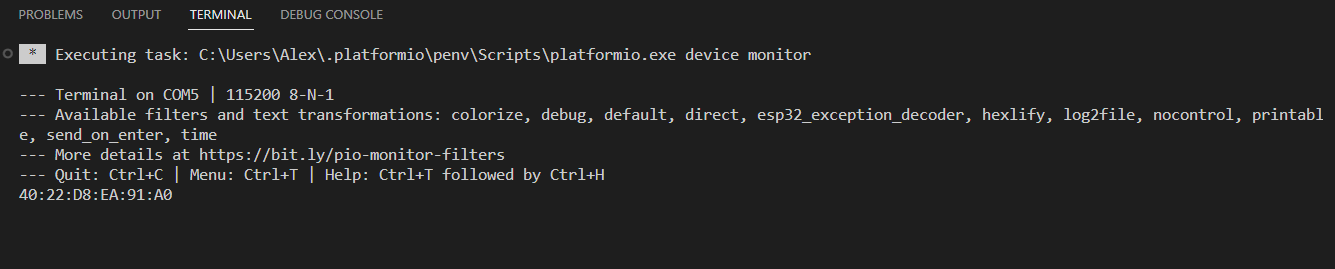 PROBLEMS OUTPUT TERMINAL DEBUG CONSOLE
* Executing task: C:\Users\Alex\.platformio\penv\Scripts\platformio.exe device monitor
--- Terminal on COM5 | 115200 8-N-1
--- Available filters and text transformations: colorize, debug, default, direct, esp32_exception_decoder, hexlify, log2file, nocontrol, printabl
e, send_on_enter, time
--- More details at https://bit.ly/pio-monitor-filters
--- Quit: Ctrl+C | Menu: Ctrl+T | Help: Ctrl+T followed by Ctrl+H
40:22:D8:EA:91:A0